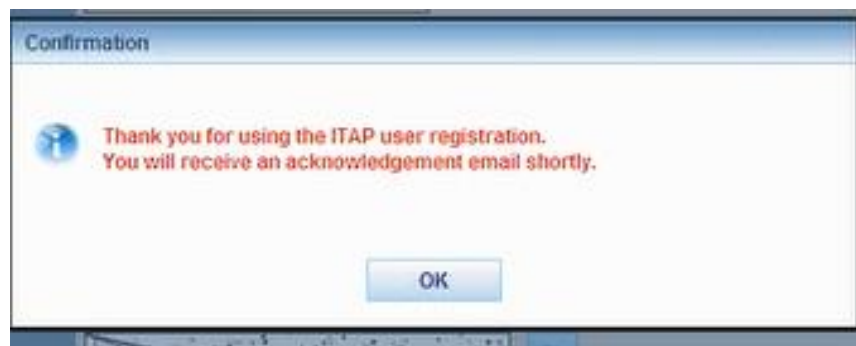 Confirmation
Thank you for using the ITAP user registration.
You will receive an acknowledgement email shortly.
OK